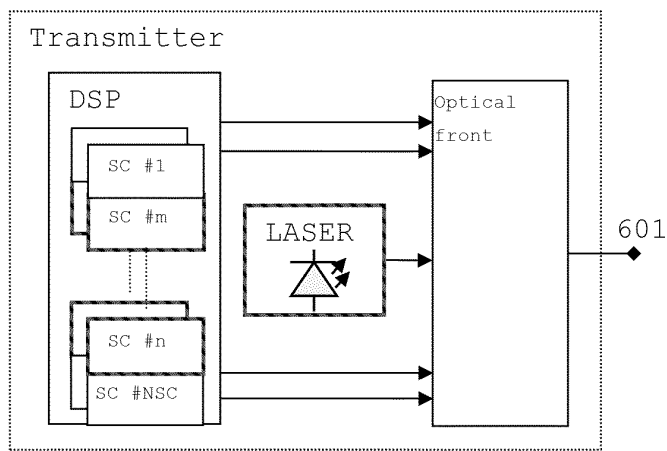 Transmitter
DSP
SC #1
SC #m
SC #n
SC #NSC
LASER
Optical
front
601